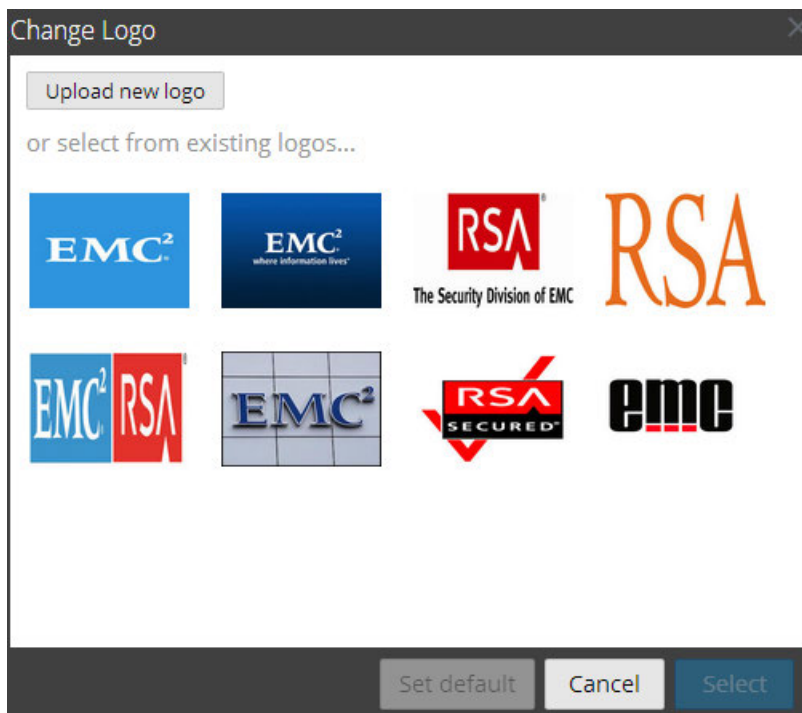 Change Logo
Upload new logo
or select from existing logos...
EMC²
EMC²
where information lives®
RSA®
The Security Division of EMC
RSA
EMC² RSA®
EMC²
RSA
SECURED®
emc
Set default
Cancel
Select